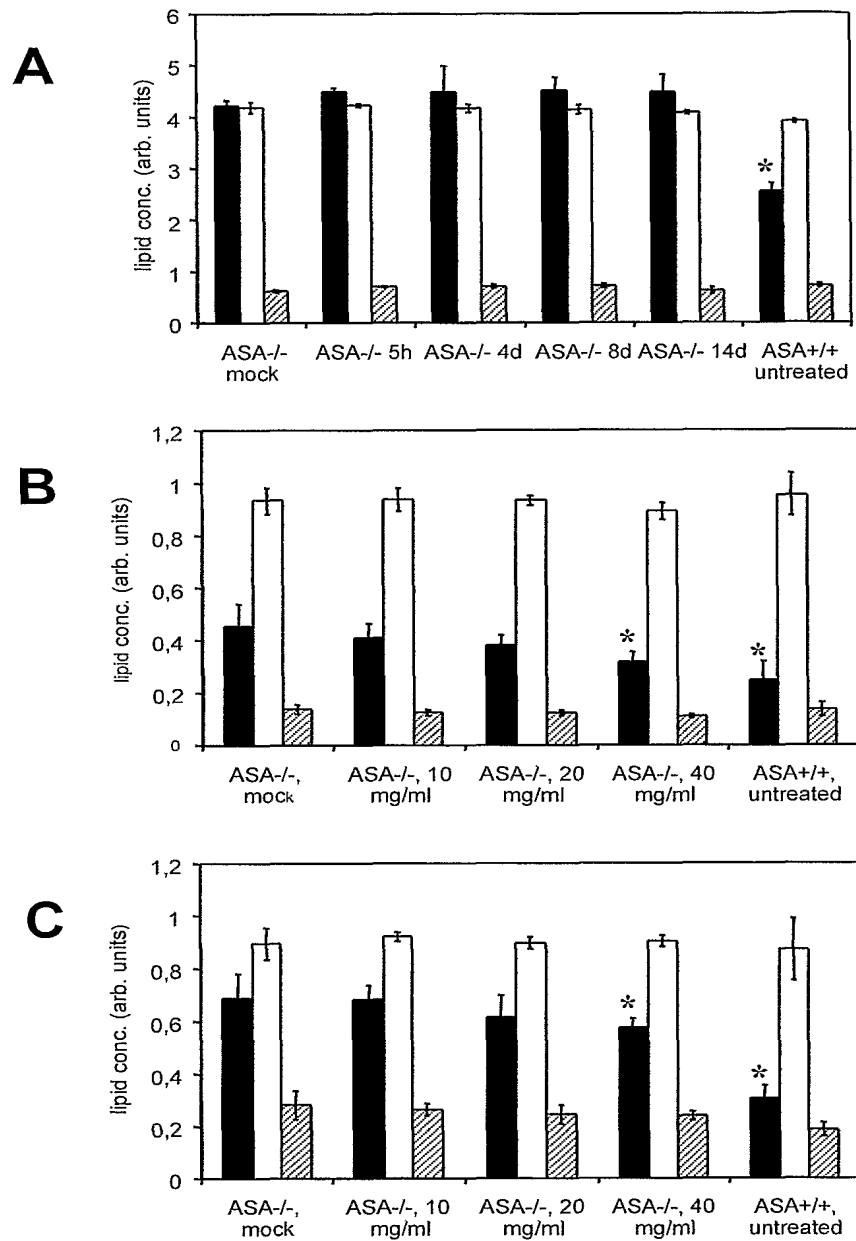 A
lipid conc. (arb. units)
6
5
4
3
2
1
0
*
ASA-/- mock
ASA-/- 5h
ASA-/- 4d
ASA-/- 8d
ASA-/- 14d
ASA+/+ untreated
B
lipid conc. (arb. units)
1,2
1
0,8
0,6
0,4
0,2
0
*
*
ASA-/-, mock
ASA-/-, 10 mg/ml
ASA-/-, 20 mg/ml
ASA-/-, 40 mg/ml
ASA+/+, untreated
C
lipid conc. (arb. units)
1,2
1
0,8
0,6
0,4
0,2
0
*
*
ASA-/-, mock
ASA-/-, 10 mg/ml
ASA-/-, 20 mg/ml
ASA-/-, 40 mg/ml
ASA+/+, untreated